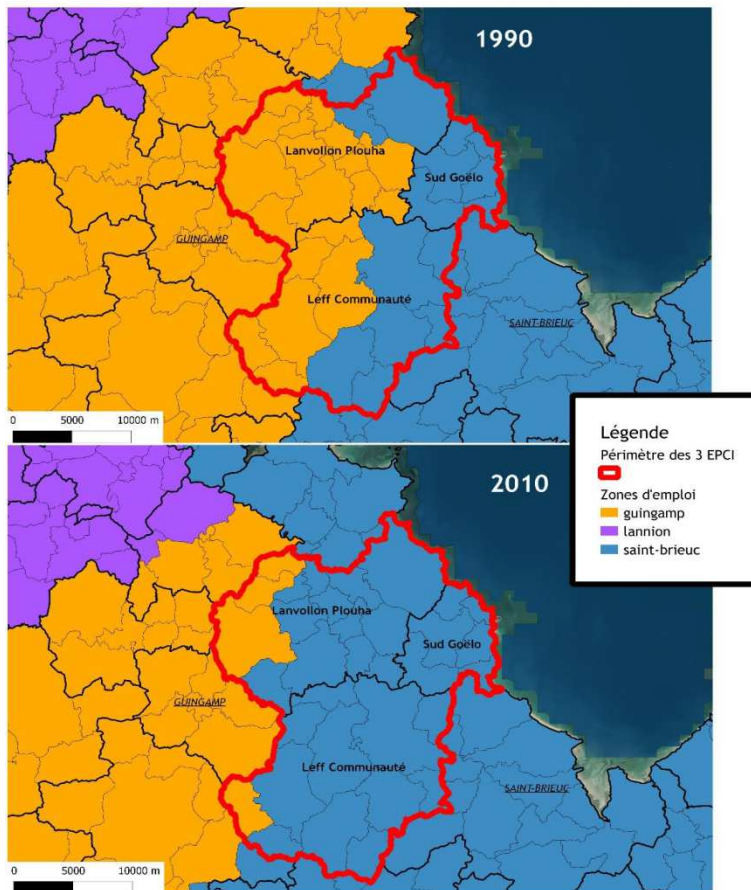 1990
Lanvollon Plouha
Sud Goëlo
GUINGAMP
Leff Communauté
SAINT-BRIEUC
0 5000 10000 m
Légende
Périmètre des 3 EPCI
Zones d'emploi
guingamp
lannion
saint-brieuc
2010
Lanvollon Plouha
Sud Goëlo
GUINGAMP
Leff Communauté
SAINT-BRIEUC
0 5000 10000 m